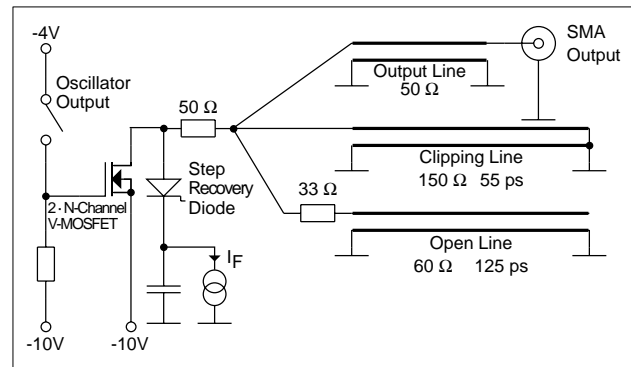 -4V
Oscillator
Output
50 Ω
SMA
Output
Output Line
50 Ω
Clipping Line
150 Ω 55 ps
33 Ω
Open Line
60 Ω 125 ps
Step
Recovery
Diode
2 · N-Channel
V-MOSFET
IF
-10V
-10V